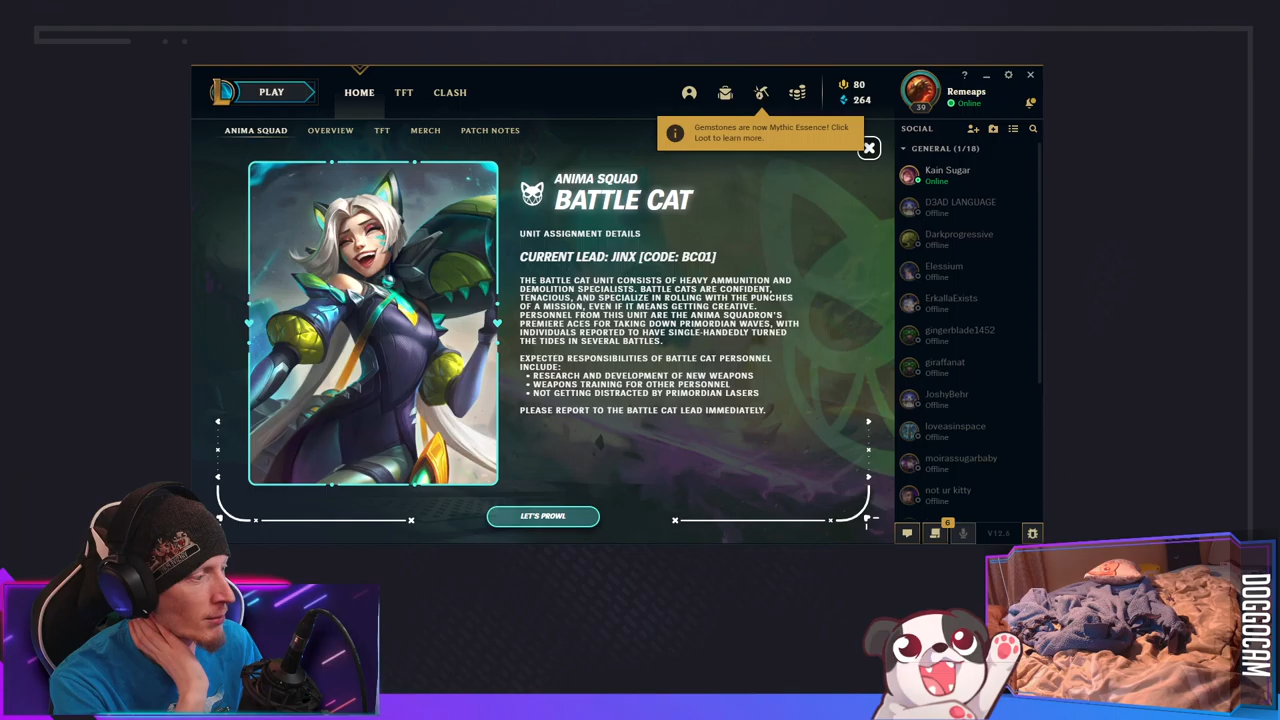 PLAY
HOME
TFT
CLASH
80
264
39
Remeaps
Online
ANIMA SQUAD
OVERVIEW
TFT
MERCH
PATCH NOTES
Gemstones are now Mythic Essence! Click
Loot to learn more.
ANIMA SQUAD
BATTLE CAT
UNIT ASSIGNMENT DETAILS
CURRENT LEAD: JINX [CODE: BC01]
THE BATTLE CAT UNIT CONSISTS OF HEAVY AMMUNITION AND
DEMOLITION SPECIALISTS. BATTLE CATS ARE CONFIDENT,
TENACIOUS, AND SPECIALIZE IN ROLLING WITH THE PUNCHES
OF A MISSION, EVEN IF IT MEANS GETTING CREATIVE.
PERSONNEL FROM THIS UNIT ARE THE ANIMA SQUADRON'S
PREMIERE ACES FOR TAKING DOWN PRIMORDIAN WAVES, WITH
INDIVIDUALS REPORTED TO HAVE SINGLE-HANDEDLY TURNED
THE TIDES IN SEVERAL BATTLES.
EXPECTED RESPONSIBILITIES OF BATTLE CAT PERSONNEL
INCLUDE:
• RESEARCH AND DEVELOPMENT OF NEW WEAPONS
• WEAPONS TRAINING FOR OTHER PERSONNEL
• NOT GETTING DISTRACTED BY PRIMORDIAN LASERS
PLEASE REPORT TO THE BATTLE CAT LEAD IMMEDIATELY.
LET'S PROWL
SOCIAL
GENERAL (1/18)
Kain Sugar
Online
D3AD LANGUAGE
Offline
Darkprogressive
Offline
Elessium
Offline
ErkallaExists
Offline
gingerblade1452
Offline
giraffanat
Offline
JoshyBehr
Offline
loveasinspace
Offline
moirassugarbaby
Offline
not ur kitty
Offline
6
V12.6
DOGGOCAM